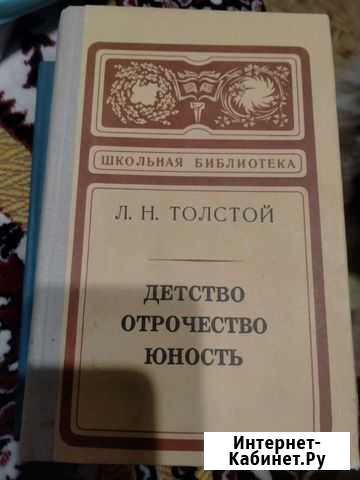 ШКОЛЬНАЯ БИБЛИОТЕКА
Л. Н. ТОЛСТОЙ
ДЕТСТВО
ОТРОЧЕСТВО
ЮНОСТЬ
Интернет-
Кабинет.Ру